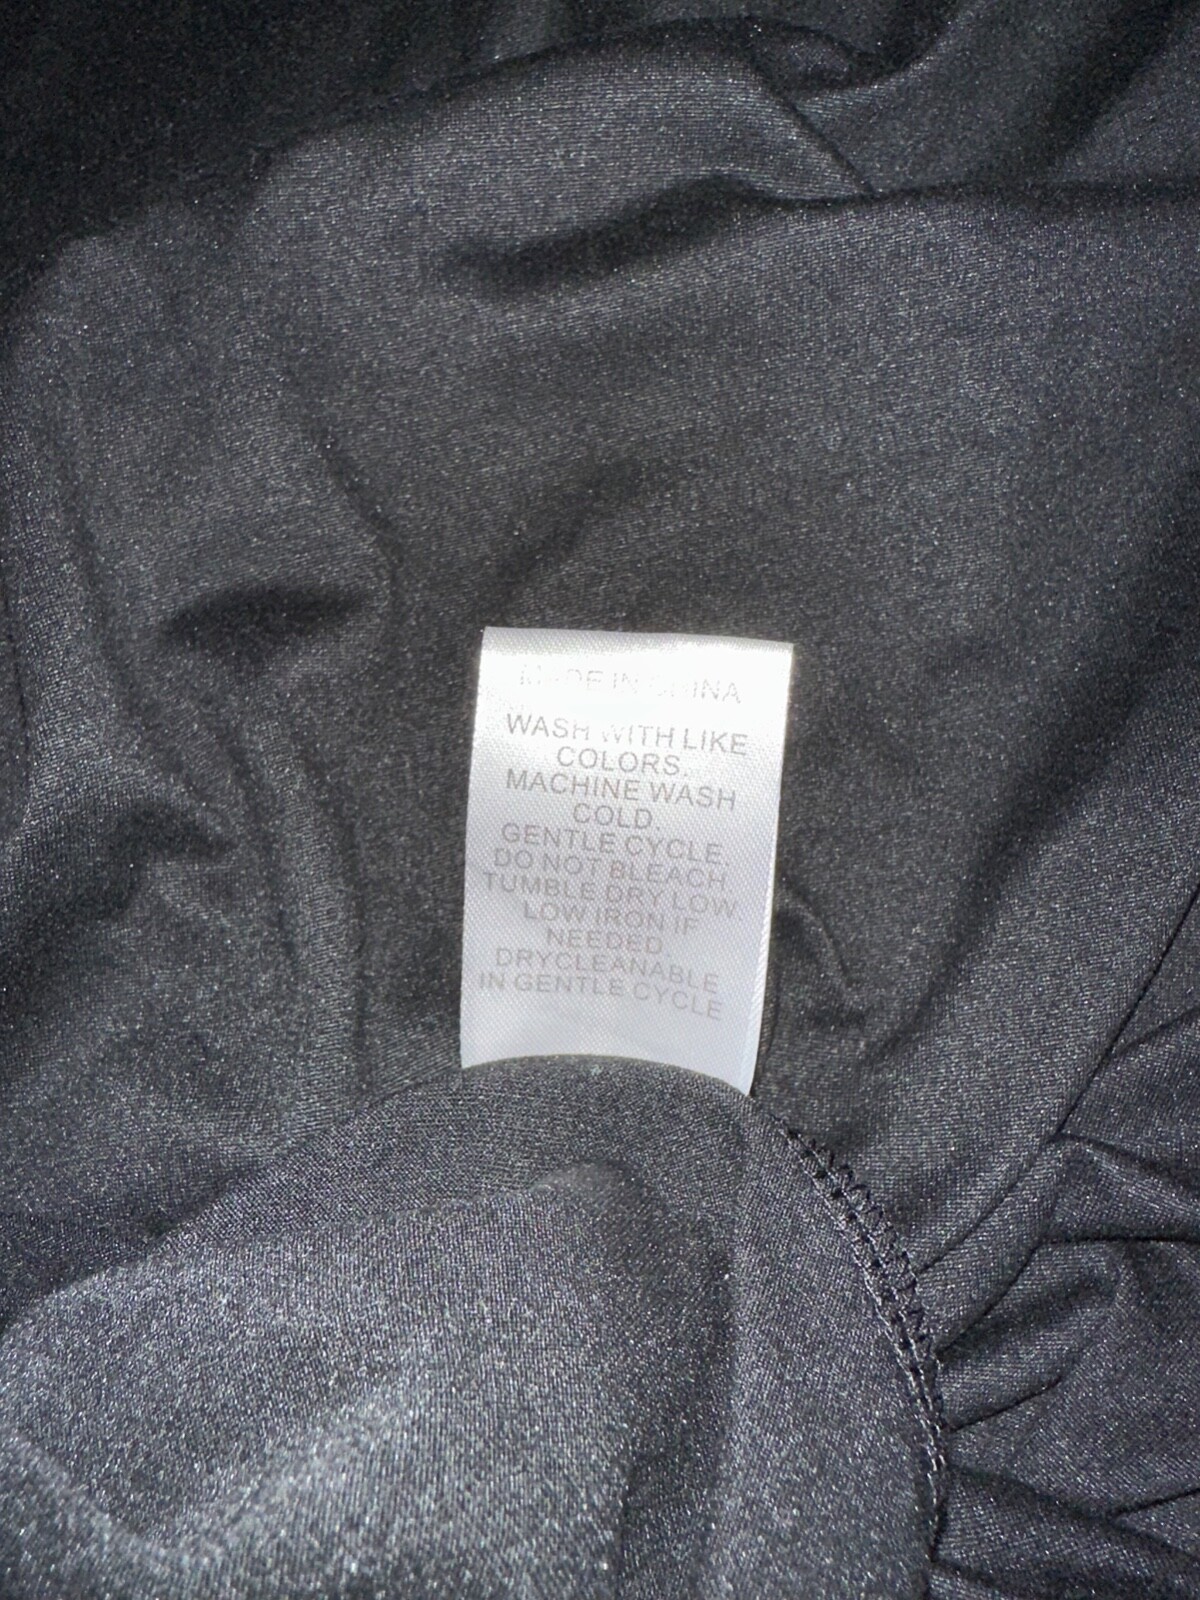 MADE IN CHINA
WASH WITH LIKE
COLORS.
MACHINE WASH
COLD.
GENTLE CYCLE.
DO NOT BLEACH.
TUMBLE DRY LOW
LOW IRON IF
NEEDED.
DRYCLEANABLE
IN GENTLE CYCLE